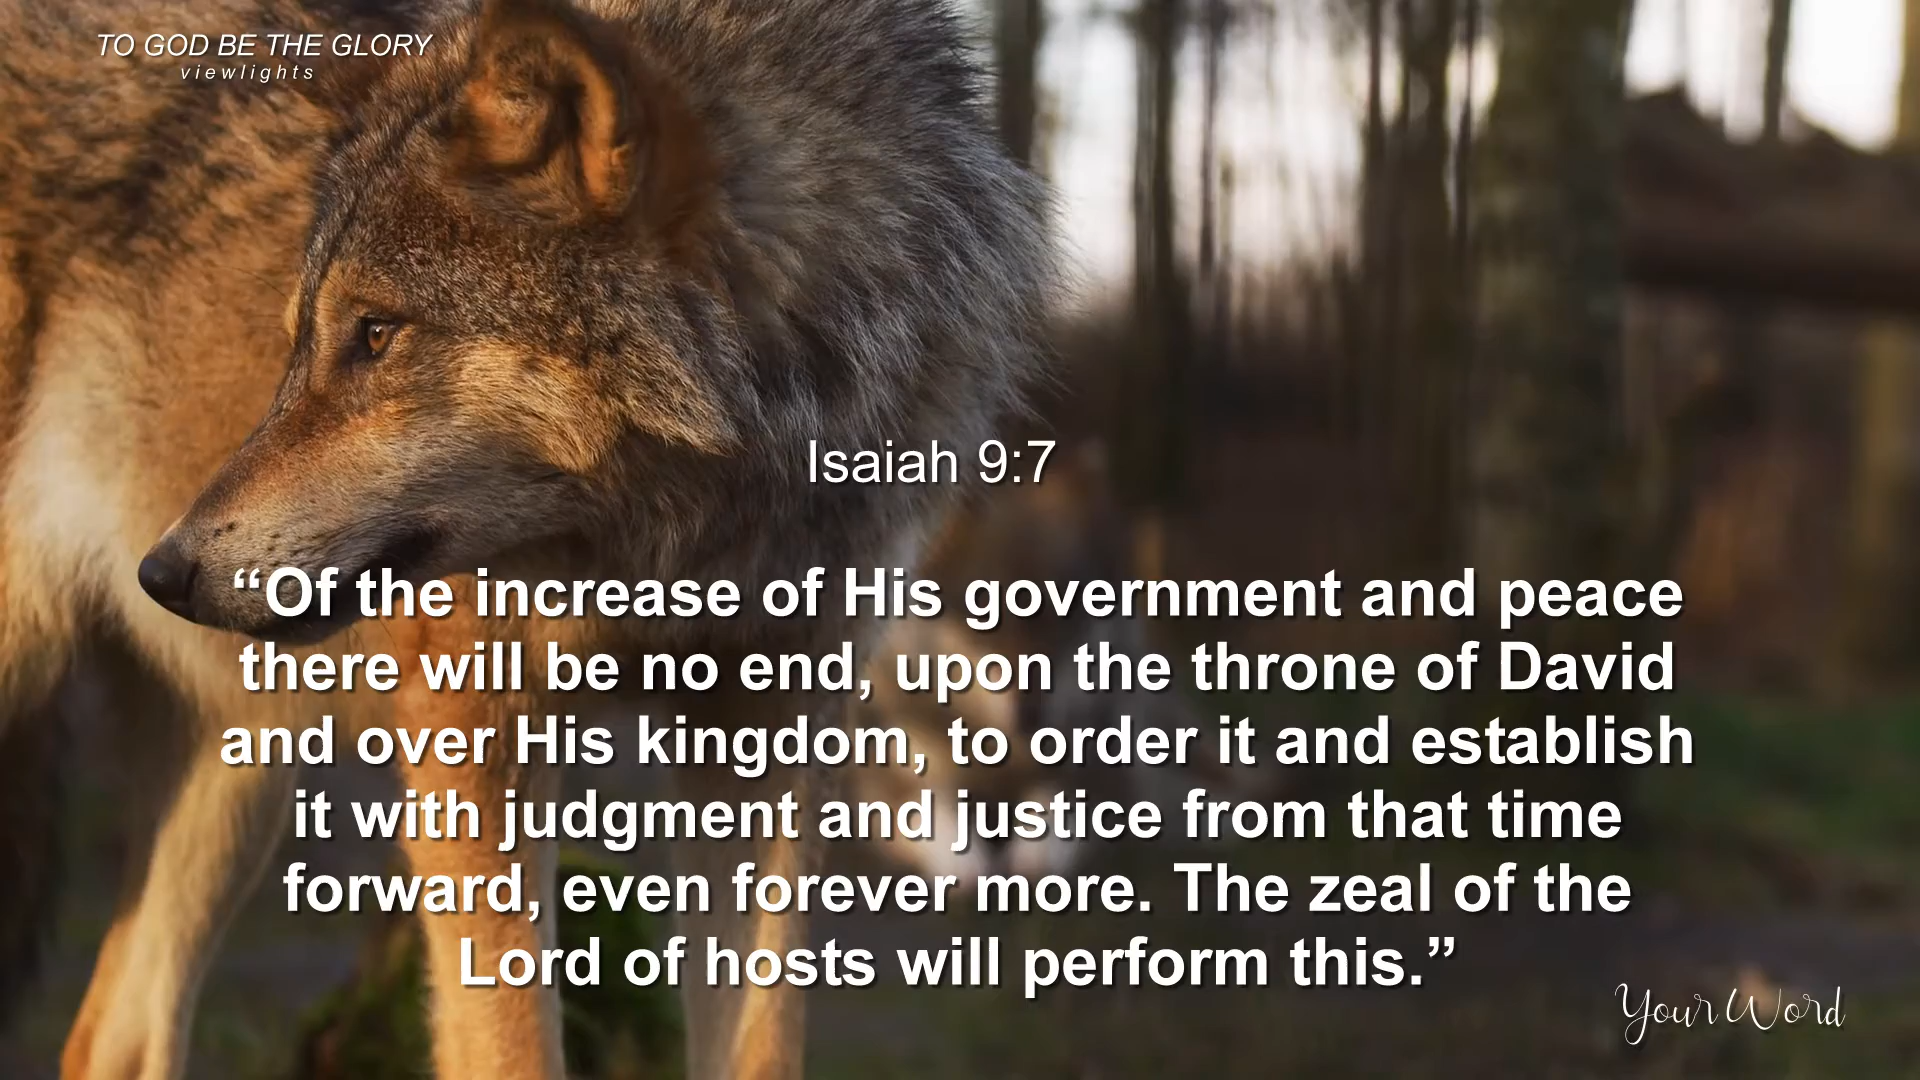 TO GOD BE THE GLORY
viewlights
Isaiah 9:7
“Of the increase of His government and peace
there will be no end, upon the throne of David
and over His kingdom, to order it and establish
it with judgment and justice from that time
forward, even forever more. The zeal of the
Lord of hosts will perform this.”
Your Word